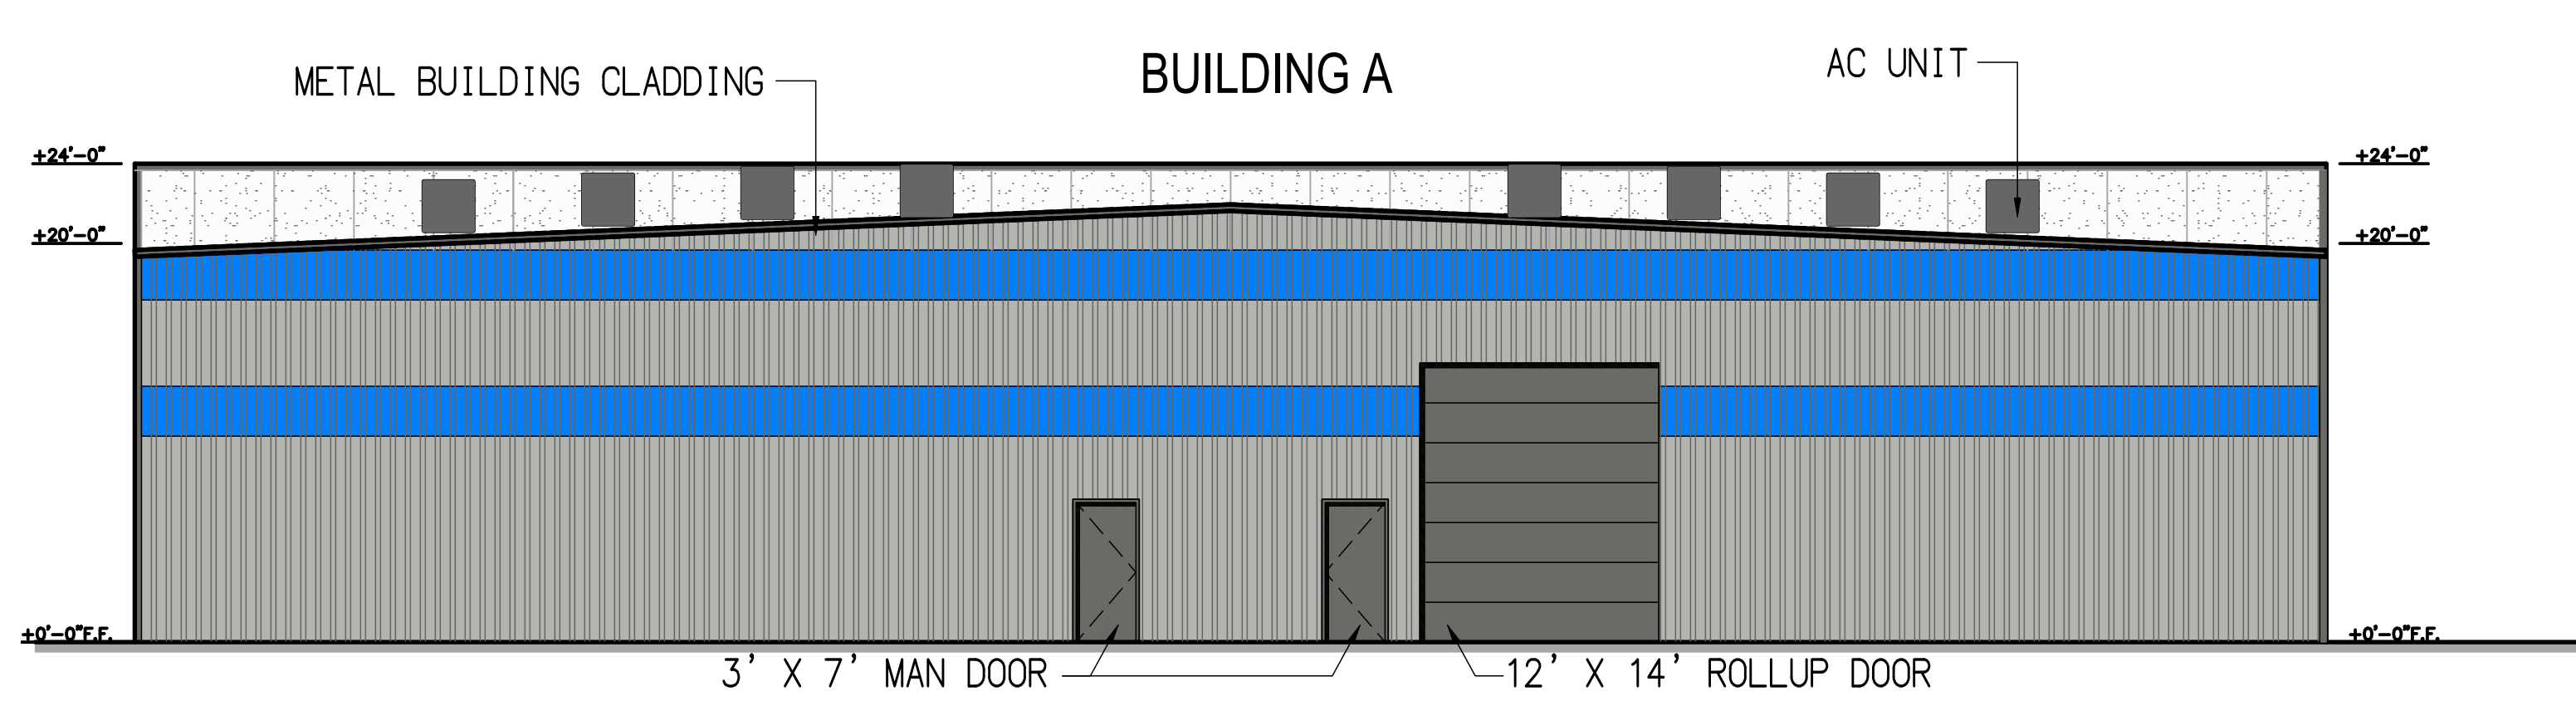 BUILDING A
METAL BUILDING CLADDING
AC UNIT
+24'-0"
+24'-0"
+20'-0"
+20'-0"
+0'-0"F.F.
+0'-0"F.F.
3' X 7' MAN DOOR
12' X 14' ROLLUP DOOR